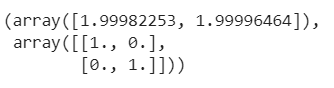 (array([1.99982253, 1.99996464]),
 array([[1., 0.],
        [0., 1.]]))